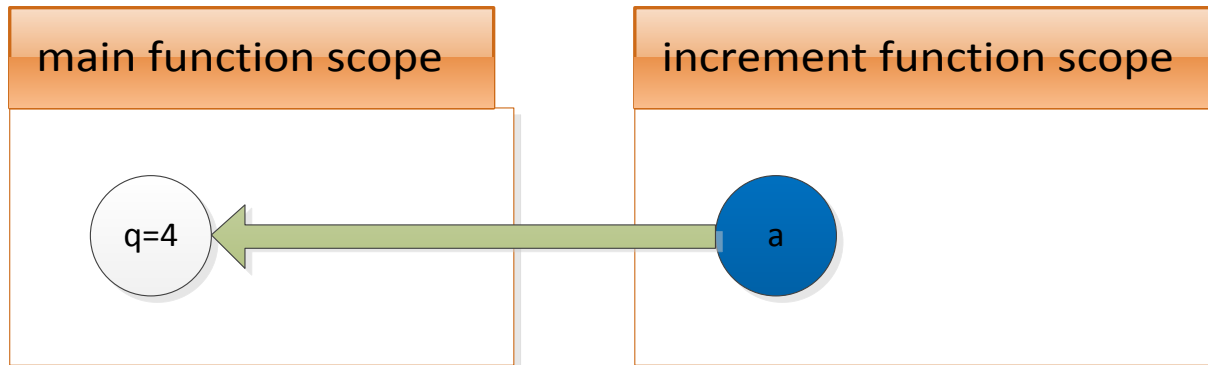 main function scope
increment function scope
q=4
a